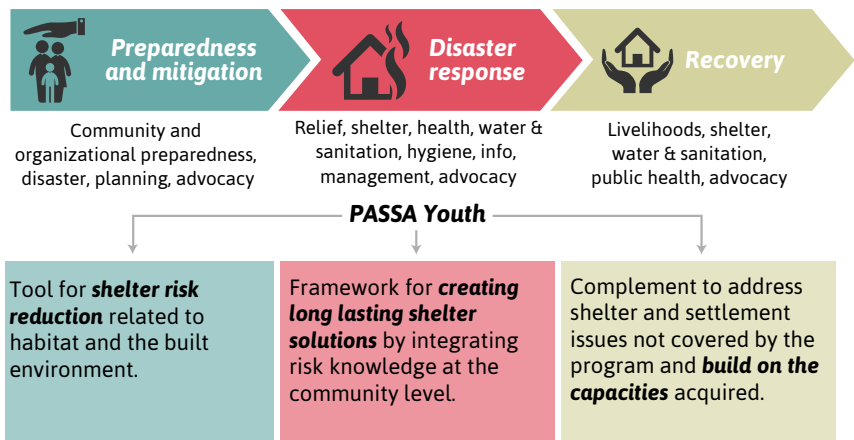 Preparedness
and mitigation
Disaster
response
Recovery
Community and
organizational preparedness,
disaster, planning, advocacy
Relief, shelter, health, water &
sanitation, hygiene, info,
management, advocacy
Livelihoods, shelter,
water & sanitation,
public health, advocacy
PASSA Youth
Tool for shelter risk
reduction related to
habitat and the built
environment.
Framework for creating
long lasting shelter
solutions by integrating
risk knowledge at the
community level.
Complement to address
shelter and settlement
issues not covered by the
program and build on the
capacities acquired.